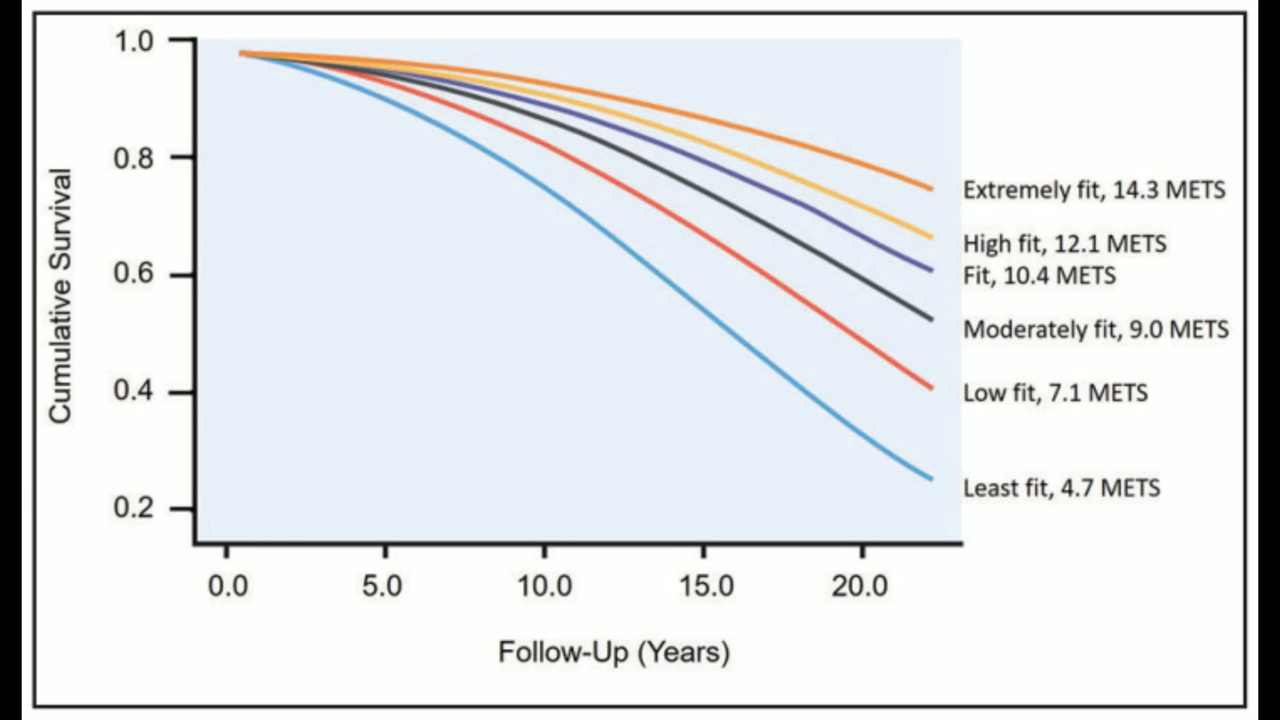 1.0
0.8
0.6
0.4
0.2
Cumulative Survival
0.0 5.0 10.0 15.0 20.0
Follow-Up (Years)
Extremely fit, 14.3 METS
High fit, 12.1 METS
Fit, 10.4 METS
Moderately fit, 9.0 METS
Low fit, 7.1 METS
Least fit, 4.7 METS